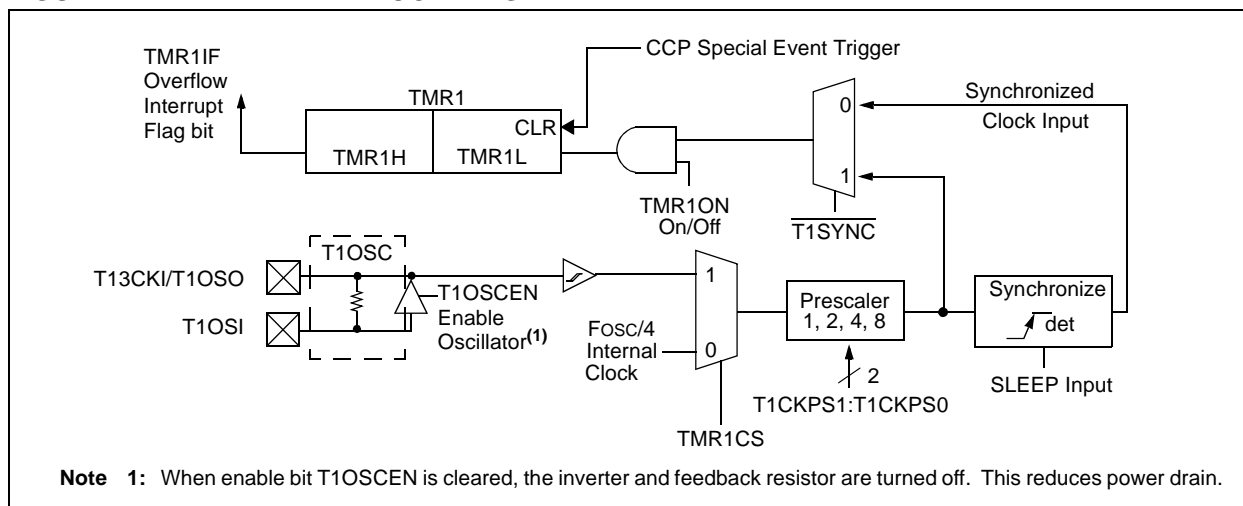 CCP Special Event Trigger
TMR1IF
Overflow
Interrupt
Flag bit
TMR1
CLR
TMR1H
TMR1L
0
1
Synchronized
Clock Input
TMR1ON
On/Off
T1SYNC
T1OSC
T13CKI/T1OSO
T1OSI
T1OSCEN
Enable
Oscillator(1)
FOSC/4
Internal
Clock
1
0
TMR1CS
Prescaler
1, 2, 4, 8
2
T1CKPS1:T1CKPS0
Synchronize
det
SLEEP Input
Note 1: When enable bit T1OSCEN is cleared, the inverter and feedback resistor are turned off. This reduces power drain.